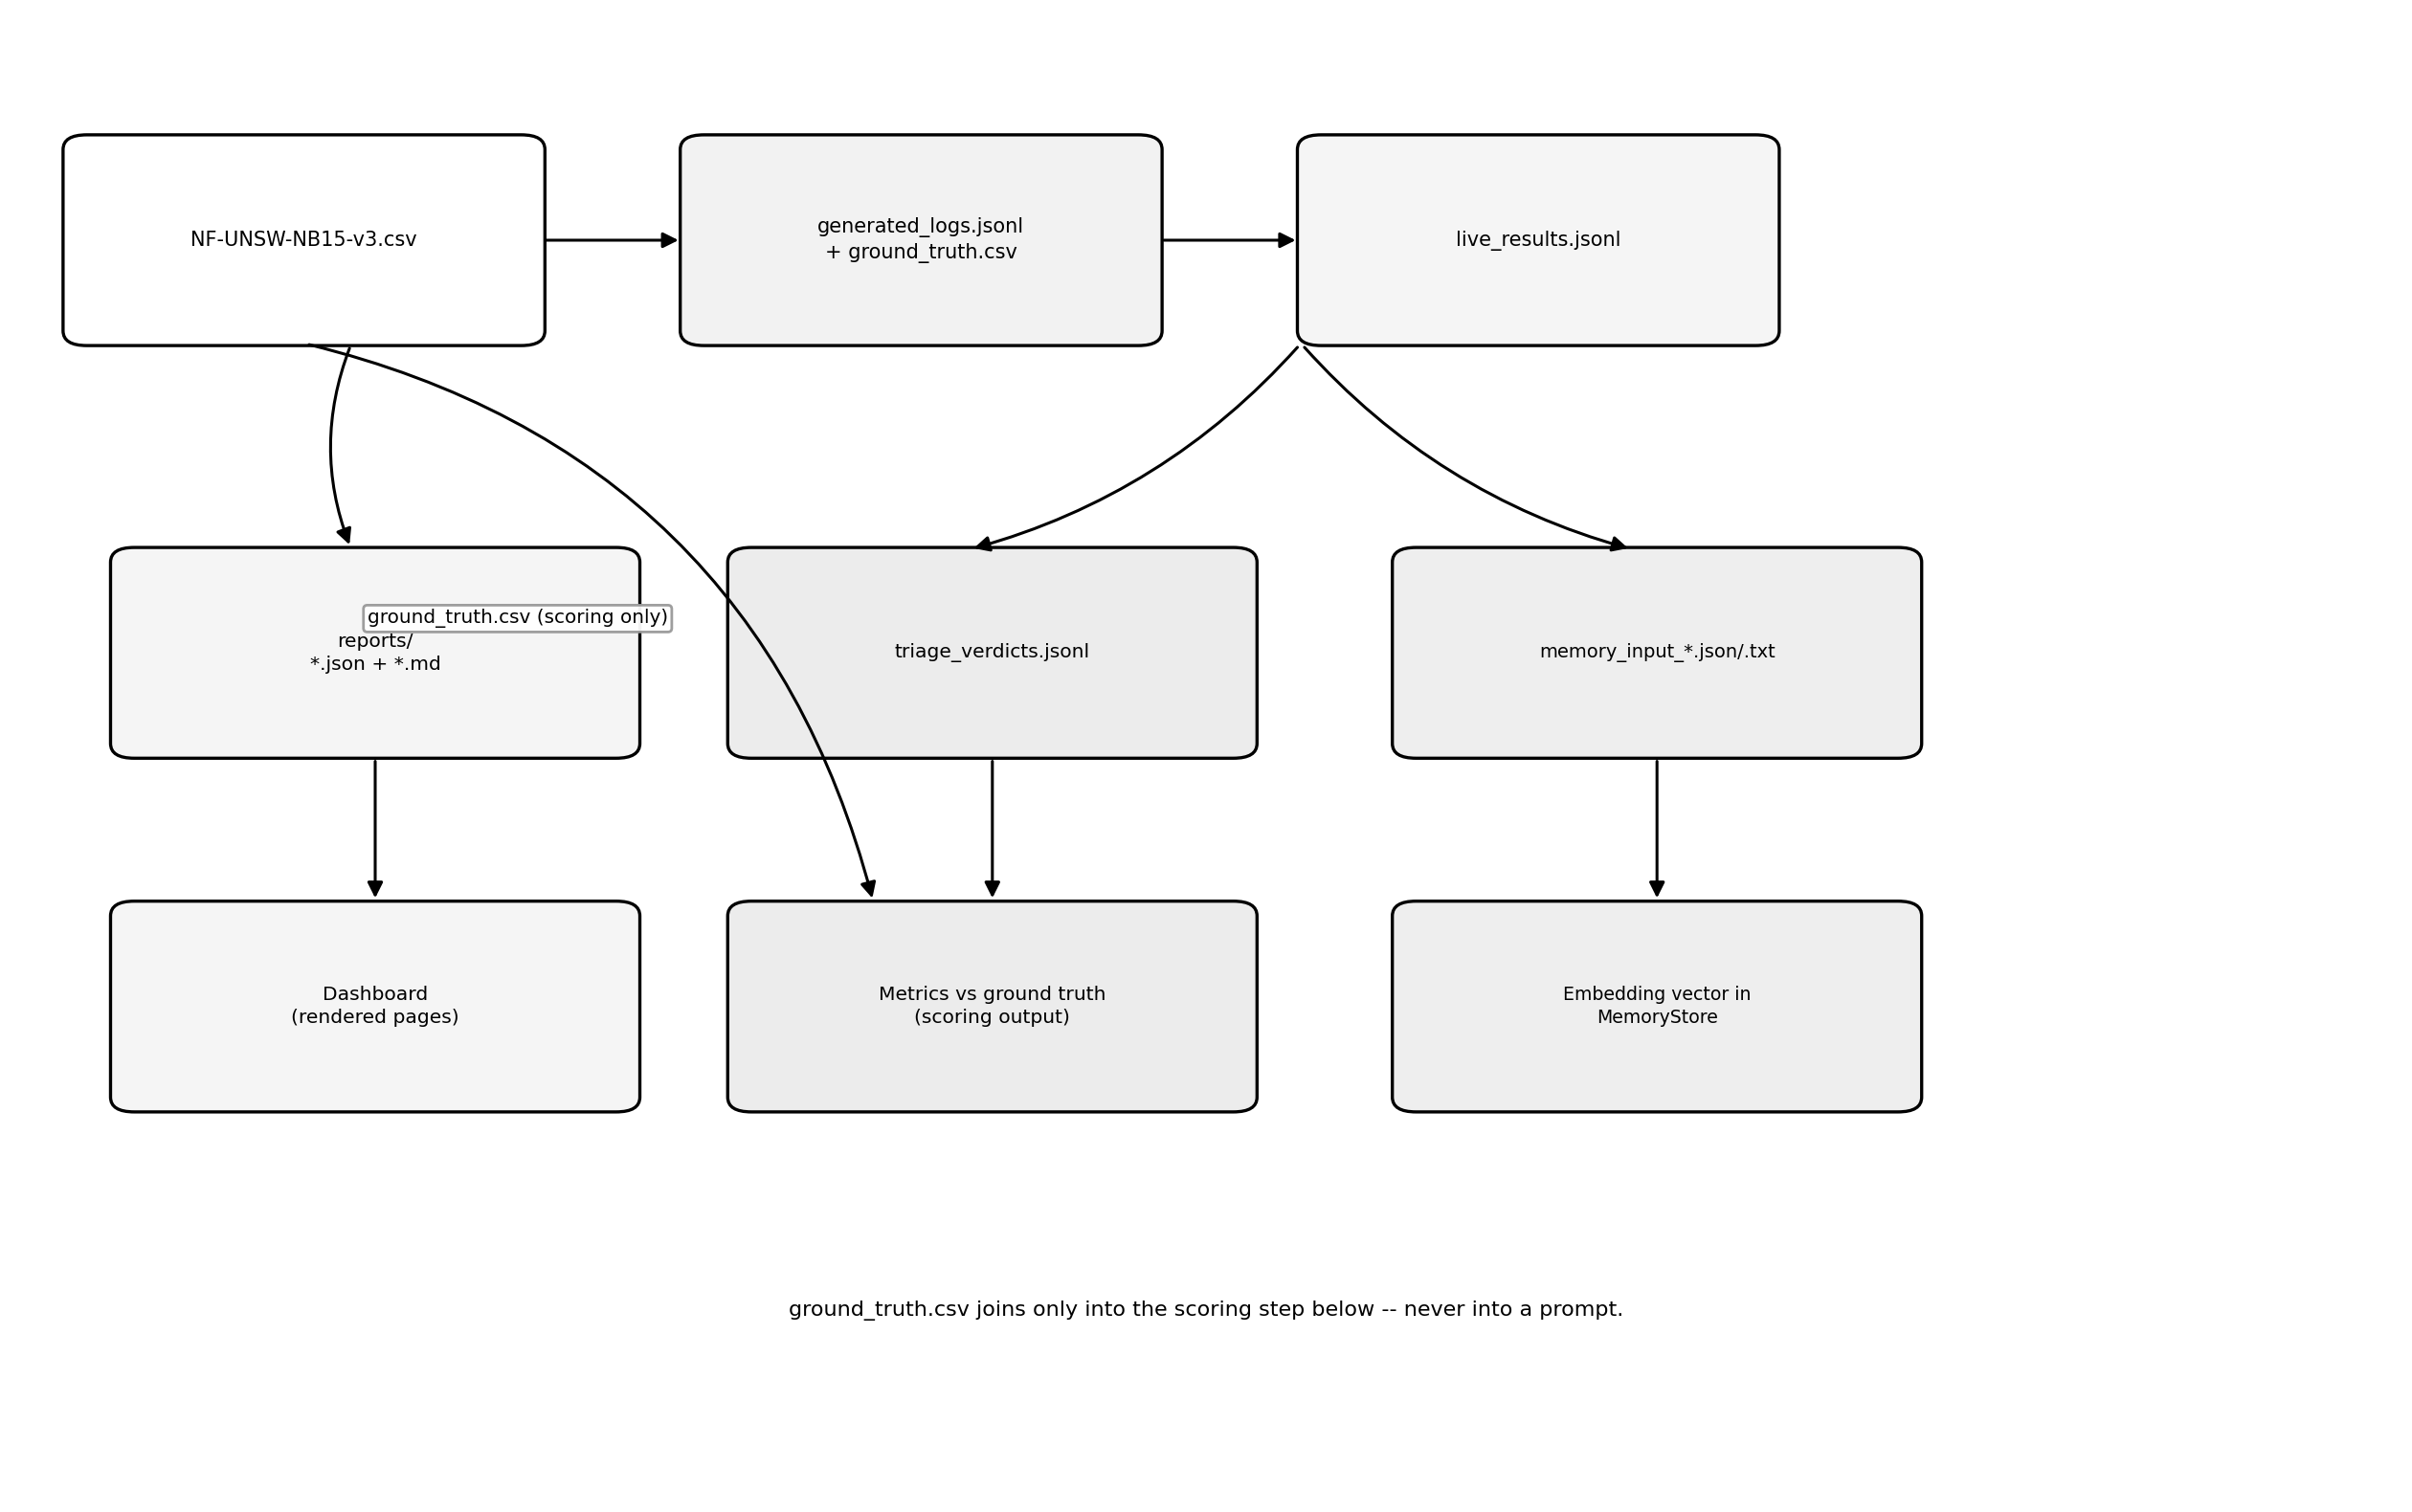 NF-UNSW-NB15-v3.csv
generated_logs.jsonl
+ ground_truth.csv
live_results.jsonl
ground_truth.csv (scoring only)
reports/
*.json + *.md
triage_verdicts.jsonl
memory_input_*.json/.txt
Dashboard
(rendered pages)
Metrics vs ground truth
(scoring output)
Embedding vector in
MemoryStore
ground_truth.csv joins only into the scoring step below -- never into a prompt.